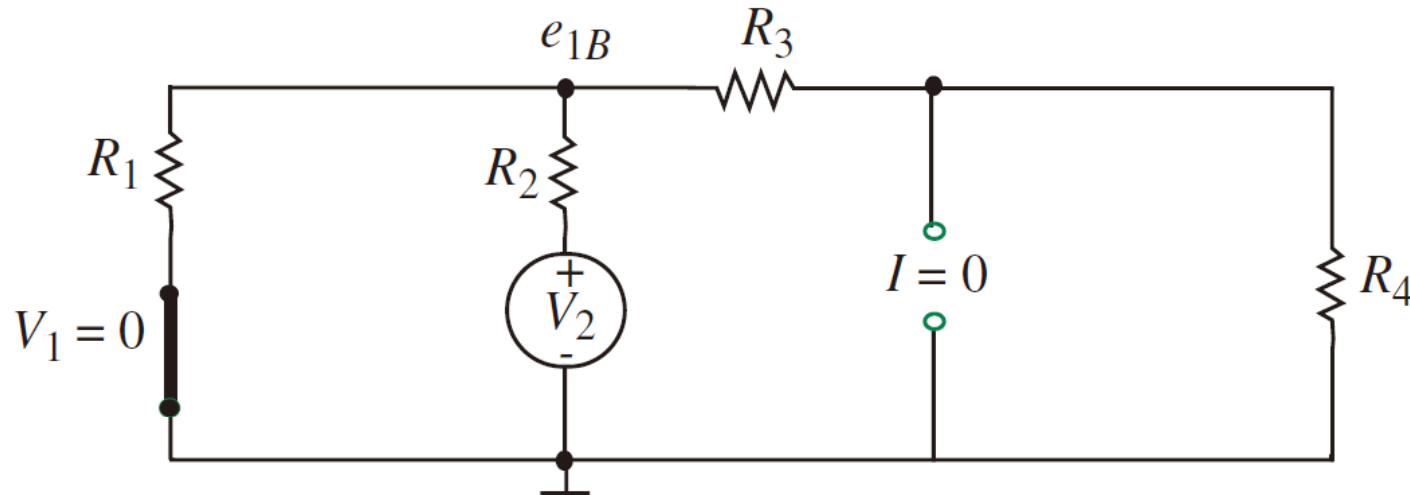 e₁B R₃
R₁ R₂
+
V₂
-
V₁ = 0
I = 0
R₄